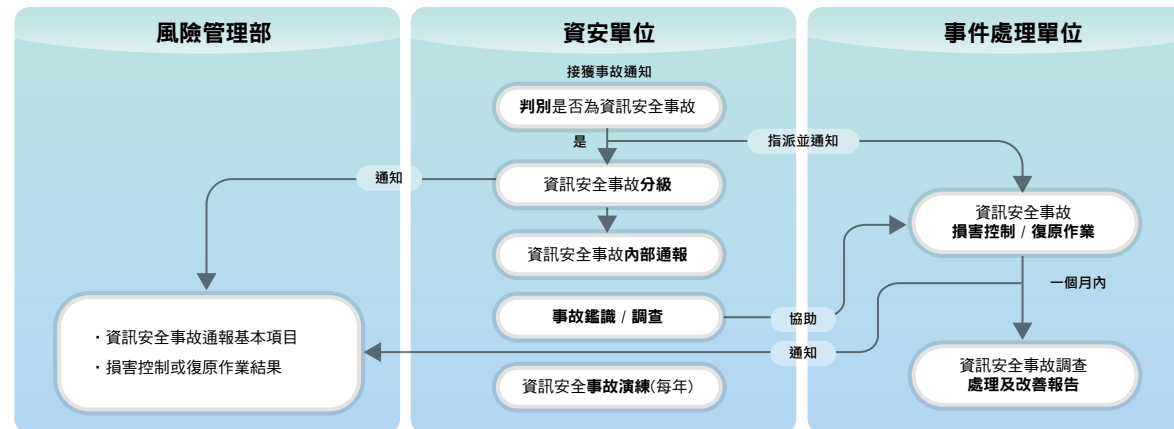 風險管理部
資安單位
事件處理單位
接獲事故通知
判別是否為資訊安全事故
是
指派並通知
通知
資訊安全事故分級
資訊安全事故
損害控制 / 復原作業
資訊安全事故內部通報
一個月內
事故鑑識 / 調查
協助
・資訊安全事故通報基本項目
・損害控制或復原作業結果
通知
資訊安全事故調查
處理及改善報告
資訊安全事故演練(每年)